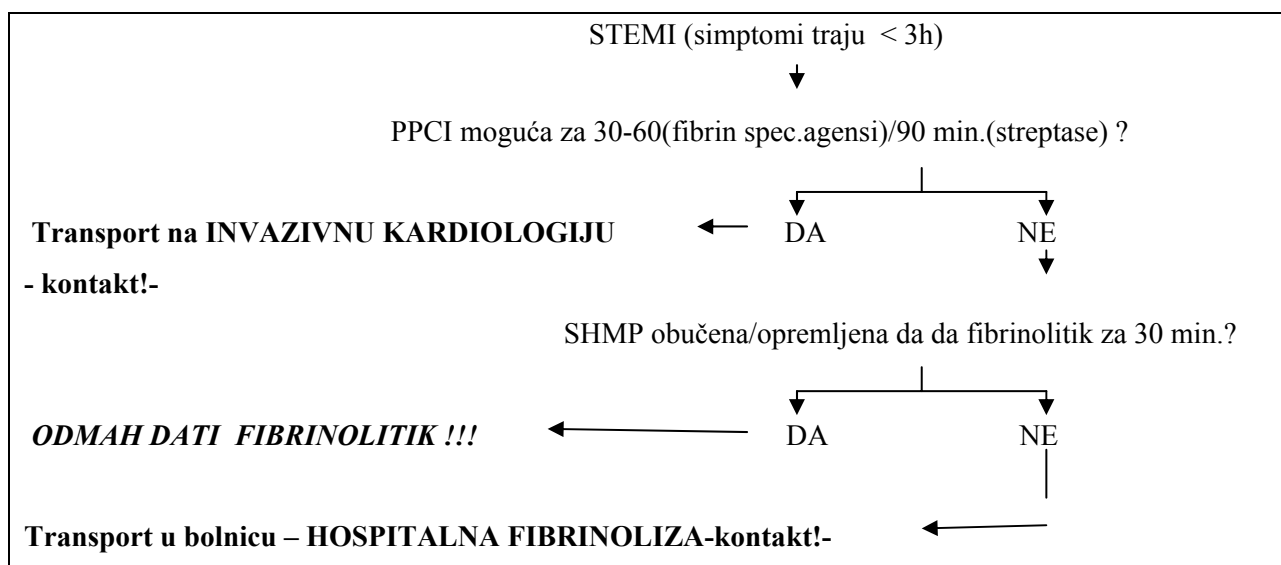 STEMI (simptomi traju < 3h)
PPCI moguća za 30-60(fibrin spec.agensi)/90 min.(streptase) ?
Transport na INVAZIVNU KARDIOLOGIJU DA NE
- kontakt!-
SHMP obučena/opremljena da da fibrinolitik za 30 min.?
ODMAH DATI FIBRINOLITIK !!! DA NE
Transport u bolnicu – HOSPITALNA FIBRINOLIZA-kontakt!-